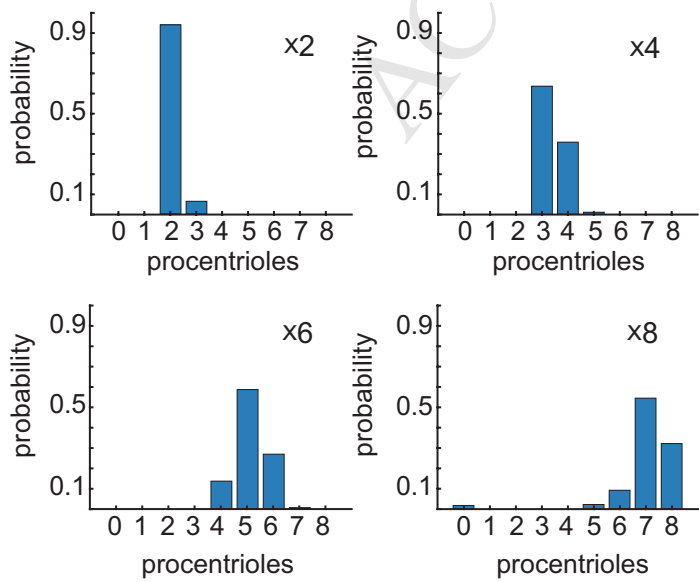 x2
0.9
0.5
0.1
probability
0 1 2 3 4 5 6 7 8
procentrioles
x4
0.9
0.5
0.1
probability
0 1 2 3 4 5 6 7 8
procentrioles
x6
0.9
0.5
0.1
probability
0 1 2 3 4 5 6 7 8
procentrioles
x8
0.9
0.5
0.1
probability
0 1 2 3 4 5 6 7 8
procentrioles
AC